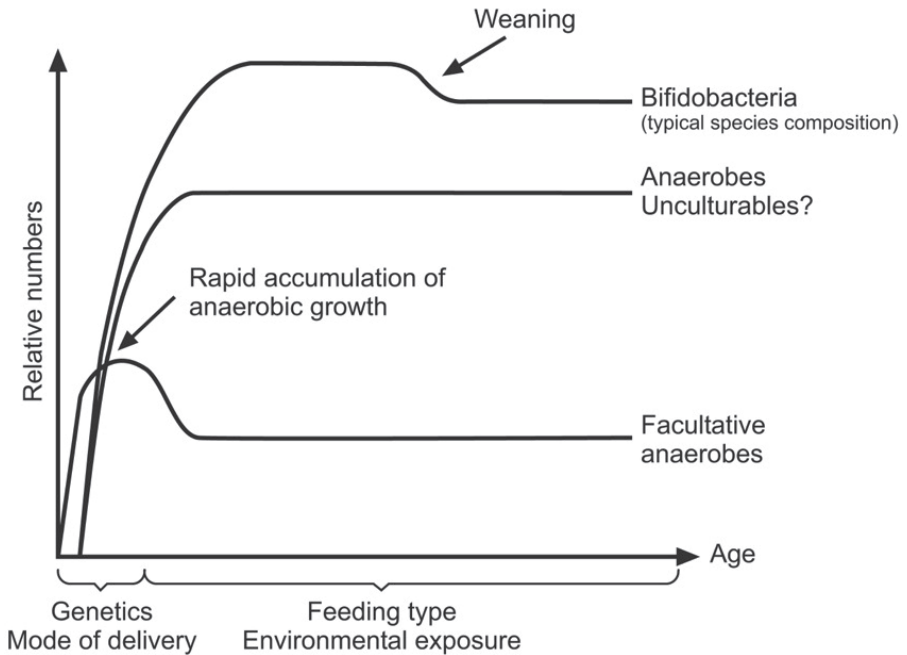 Weaning
Bifidobacteria
(typical species composition)
Anaerobes
Unculturables?
Rapid accumulation of
anaerobic growth
Relative numbers
Facultative
anaerobes
Age
Genetics
Mode of delivery
Feeding type
Environmental exposure